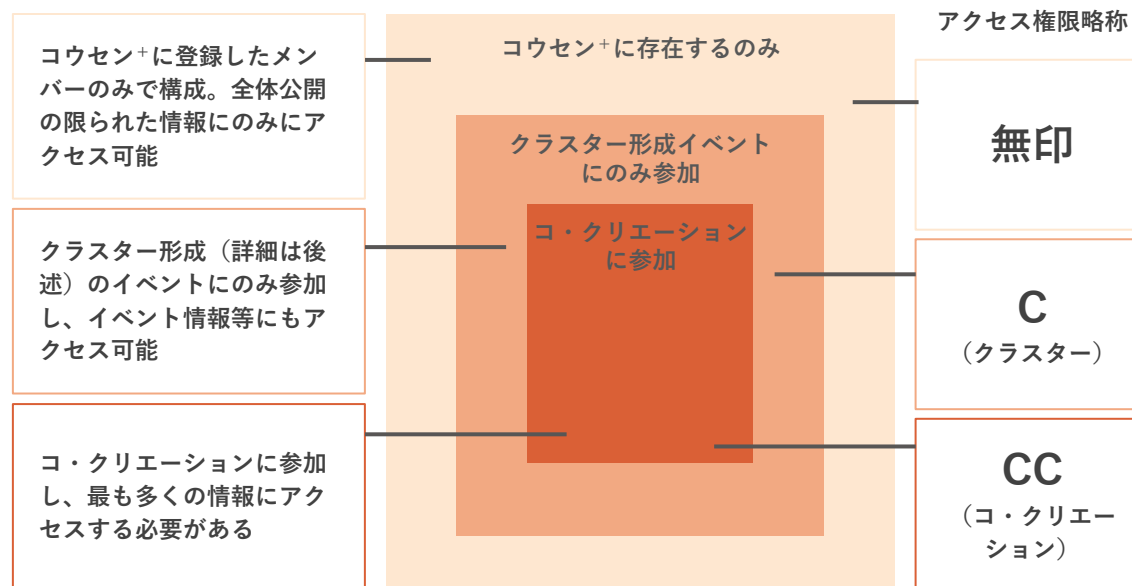 アクセス権限略称
コウセン⁺に登録したメン
バーのみで構成。全体公開
の限られた情報にのみにア
クセス可能
コウセン⁺に存在するのみ
無印
クラスター形成イベント
にのみ参加
クラスター形成（詳細は後
述）のイベントにのみ参加
し、イベント情報等にもア
クセス可能
コ・クリエーション
に参加
C
（クラスター）
コ・クリエーションに参加
し、最も多くの情報にアク
セスする必要がある
CC
（コ・クリエー
ション）